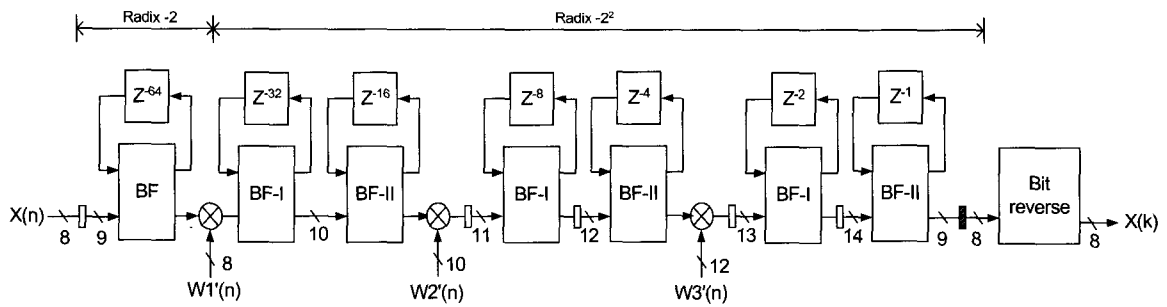 Radix -2
Radix -2²
Z⁻⁶⁴
Z⁻³²
Z⁻¹⁶
Z⁻⁸
Z⁻⁴
Z⁻²
Z⁻¹
BF
BF-I
BF-II
BF-I
BF-II
BF-I
BF-II
Bit
reverse
X(n)
8
9
10
11
12
13
14
9
8
8
X(k)
8
10
12
W1'(n)
W2'(n)
W3'(n)